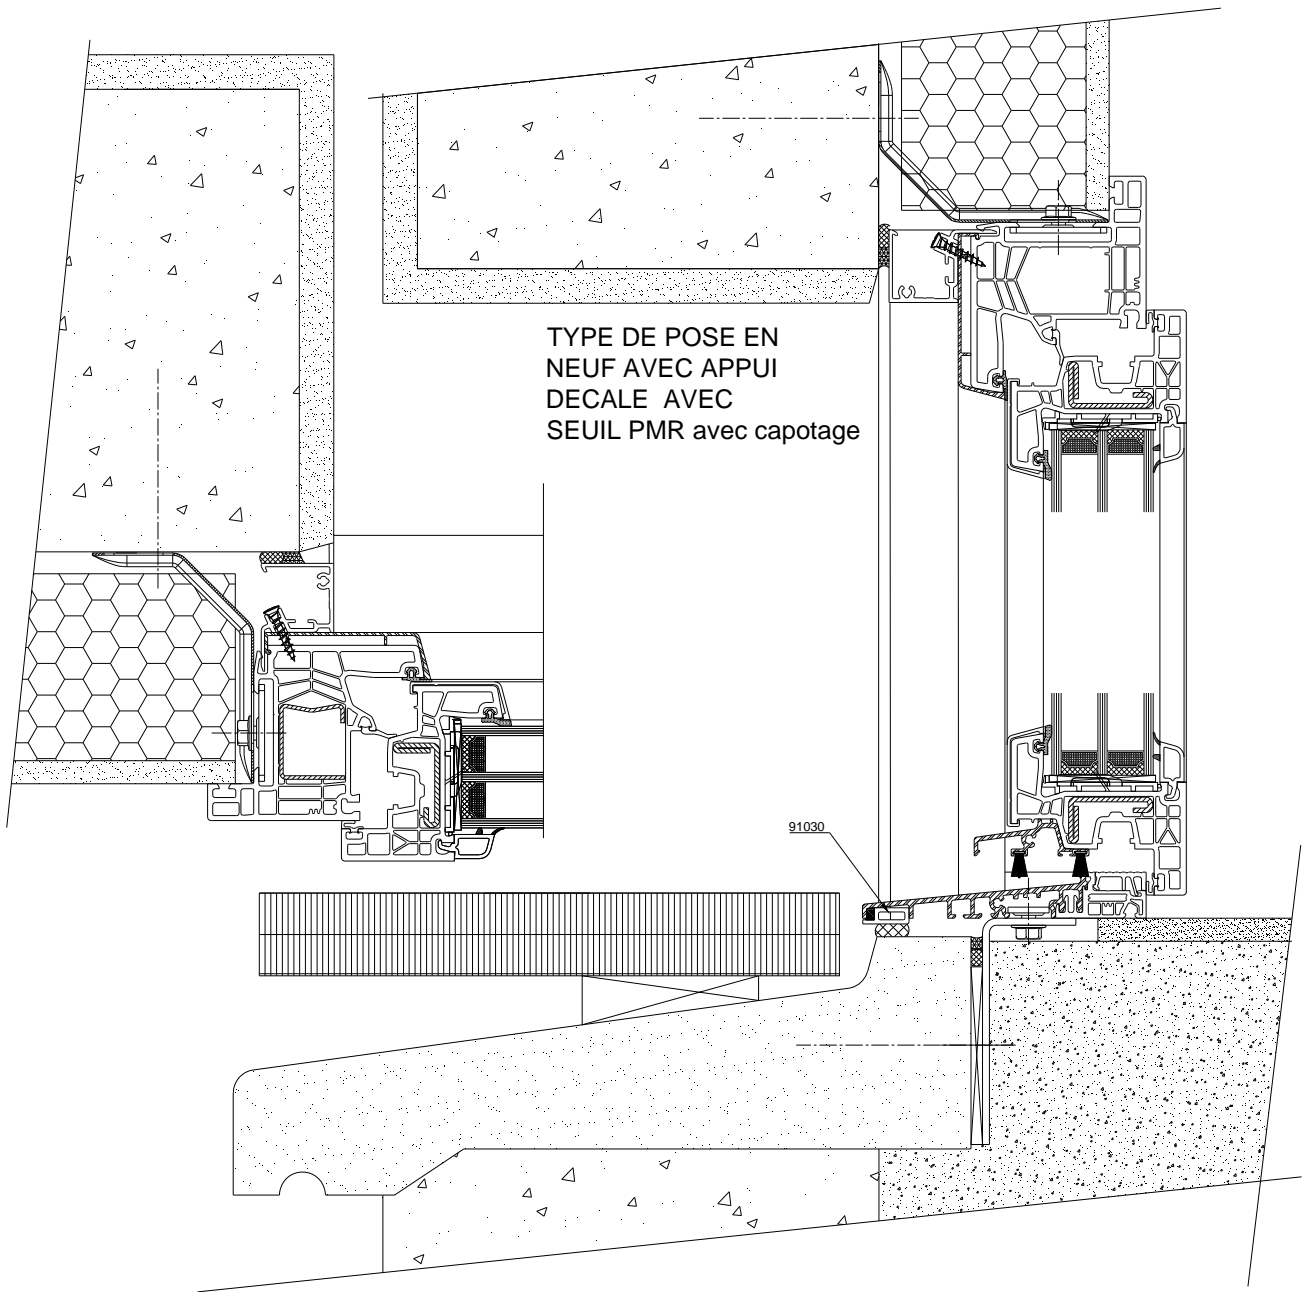 TYPE DE POSE EN
NEUF AVEC APPUI
DECALE AVEC
SEUIL PMR avec capotage
91030